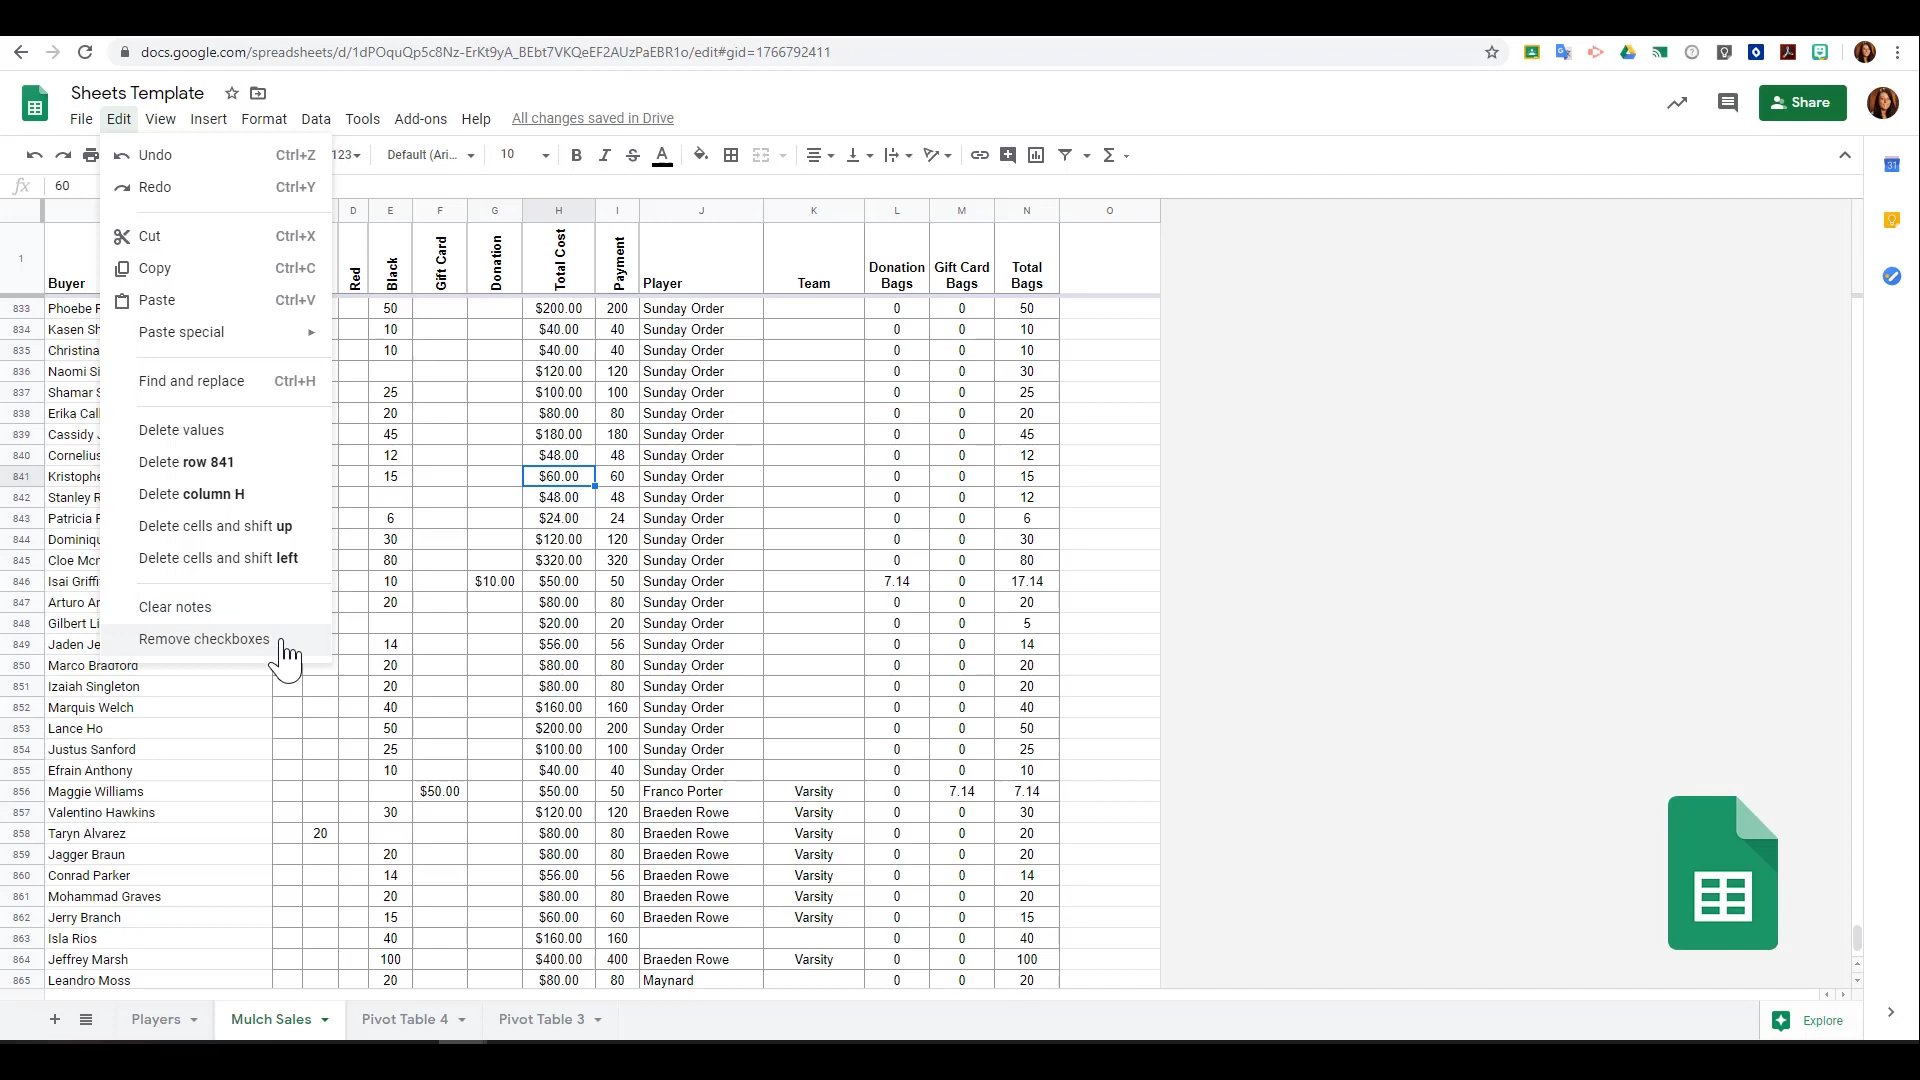 docs.google.com/spreadsheets/d/1dPOquQp5c8Nz-ErKt9yA_BEbt7VKQeEF2AUzPaEBR1o/edit#gid=1766792411
Sheets Template
File Edit View Insert Format Data Tools Add-ons Help All changes saved in Drive
Share
123 Default (Ari... 10 B I S A
31
fx 60
Undo Ctrl+Z
Redo Ctrl+Y
Cut Ctrl+X
Copy Ctrl+C
Paste Ctrl+V
Paste special
Find and replace Ctrl+H
Delete values
Delete row 841
Delete column H
Delete cells and shift up
Delete cells and shift left
Clear notes
Remove checkboxes
D E F G H I J K L M N O
1 Buyer Red Black Gift Card Donation Total Cost Payment Player Team Donation Bags Gift Card Bags Total Bags
833 Phoebe 50 $200.00 200 Sunday Order 0 0 50
834 Kasen Sh 10 $40.00 40 Sunday Order 0 0 10
835 Christina 10 $40.00 40 Sunday Order 0 0 10
836 Naomi Si $120.00 120 Sunday Order 0 0 30
837 Shamar S 25 $100.00 100 Sunday Order 0 0 25
838 Erika Cal 20 $80.00 80 Sunday Order 0 0 20
839 Cassidy 45 $180.00 180 Sunday Order 0 0 45
840 Cornelius 12 $48.00 48 Sunday Order 0 0 12
841 Kristophe 15 $60.00 60 Sunday Order 0 0 15
842 Stanley R $48.00 48 Sunday Order 0 0 12
843 Patricia 6 $24.00 24 Sunday Order 0 0 6
844 Dominiqu 30 $120.00 120 Sunday Order 0 0 30
845 Cloe Mcr 80 $320.00 320 Sunday Order 0 0 80
846 Isai Griffi 10 $10.00 $50.00 50 Sunday Order 7.14 0 17.14
847 Arturo Ar 20 $80.00 80 Sunday Order 0 0 20
848 Gilbert Li $20.00 20 Sunday Order 0 0 5
849 Jaden Je 14 $56.00 56 Sunday Order 0 0 14
850 Marco Bradford 20 $80.00 80 Sunday Order 0 0 20
851 Izaiah Singleton 20 $80.00 80 Sunday Order 0 0 20
852 Marquis Welch 40 $160.00 160 Sunday Order 0 0 40
853 Lance Ho 50 $200.00 200 Sunday Order 0 0 50
854 Justus Sanford 25 $100.00 100 Sunday Order 0 0 25
855 Efrain Anthony 10 $40.00 40 Sunday Order 0 0 10
856 Maggie Williams $50.00 $50.00 50 Franco Porter Varsity 0 7.14 7.14
857 Valentino Hawkins 30 $120.00 120 Braeden Rowe Varsity 0 0 30
858 Taryn Alvarez 20 $80.00 80 Braeden Rowe Varsity 0 0 20
859 Jagger Braun 20 $80.00 80 Braeden Rowe Varsity 0 0 20
860 Conrad Parker 14 $56.00 56 Braeden Rowe Varsity 0 0 14
861 Mohammad Graves 20 $80.00 80 Braeden Rowe Varsity 0 0 20
862 Jerry Branch 15 $60.00 60 Braeden Rowe Varsity 0 0 15
863 Isla Rios 40 $160.00 160 0 0 40
864 Jeffrey Marsh 100 $400.00 400 Braeden Rowe Varsity 0 0 100
865 Leandro Moss 20 $80.00 80 Maynard 0 0 20
Players Mulch Sales Pivot Table 4 Pivot Table 3 Explore